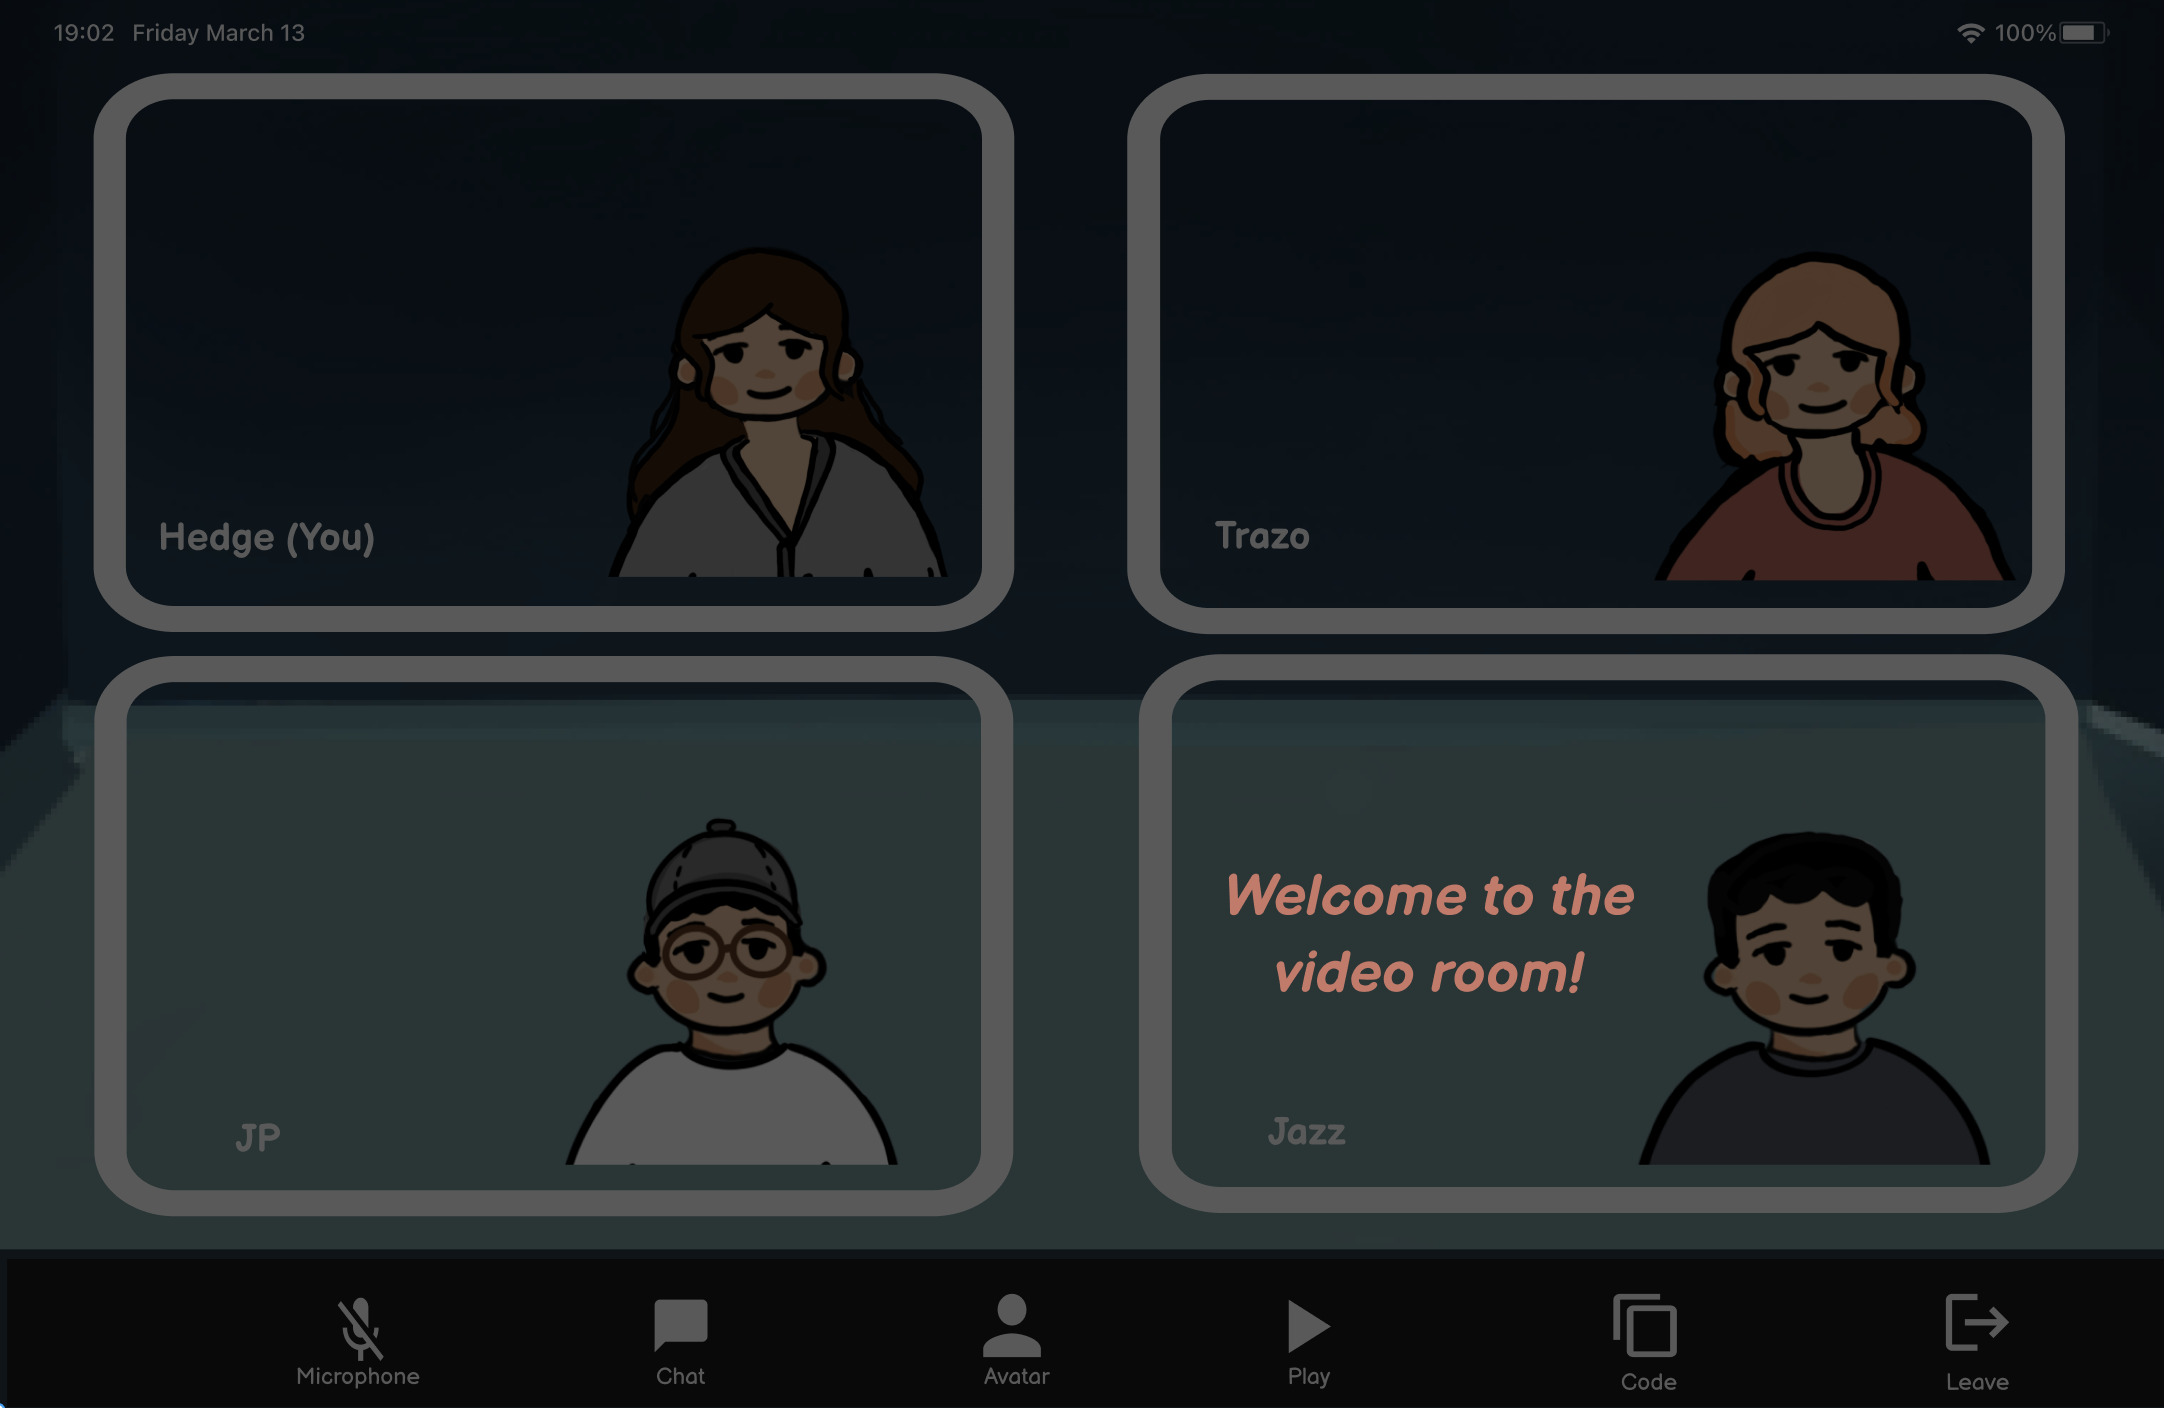 19:02 Friday March 13
100%
Hedge (You)
Trazo
Welcome to the
video room!
JP
Jazz
Microphone
Chat
Avatar
Play
Code
Leave